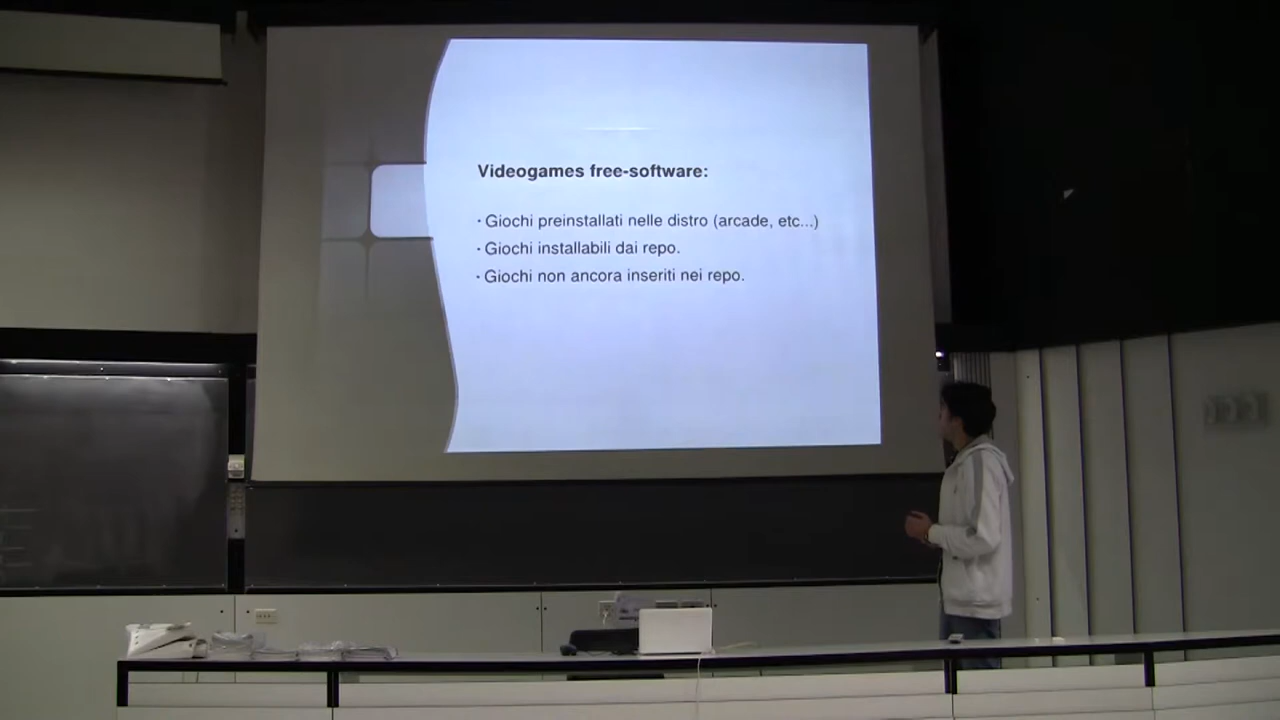 Videogames free-software:
· Giochi preinstallati nelle distro (arcade, etc...)
· Giochi installabili dai repo.
· Giochi non ancora inseriti nei repo.